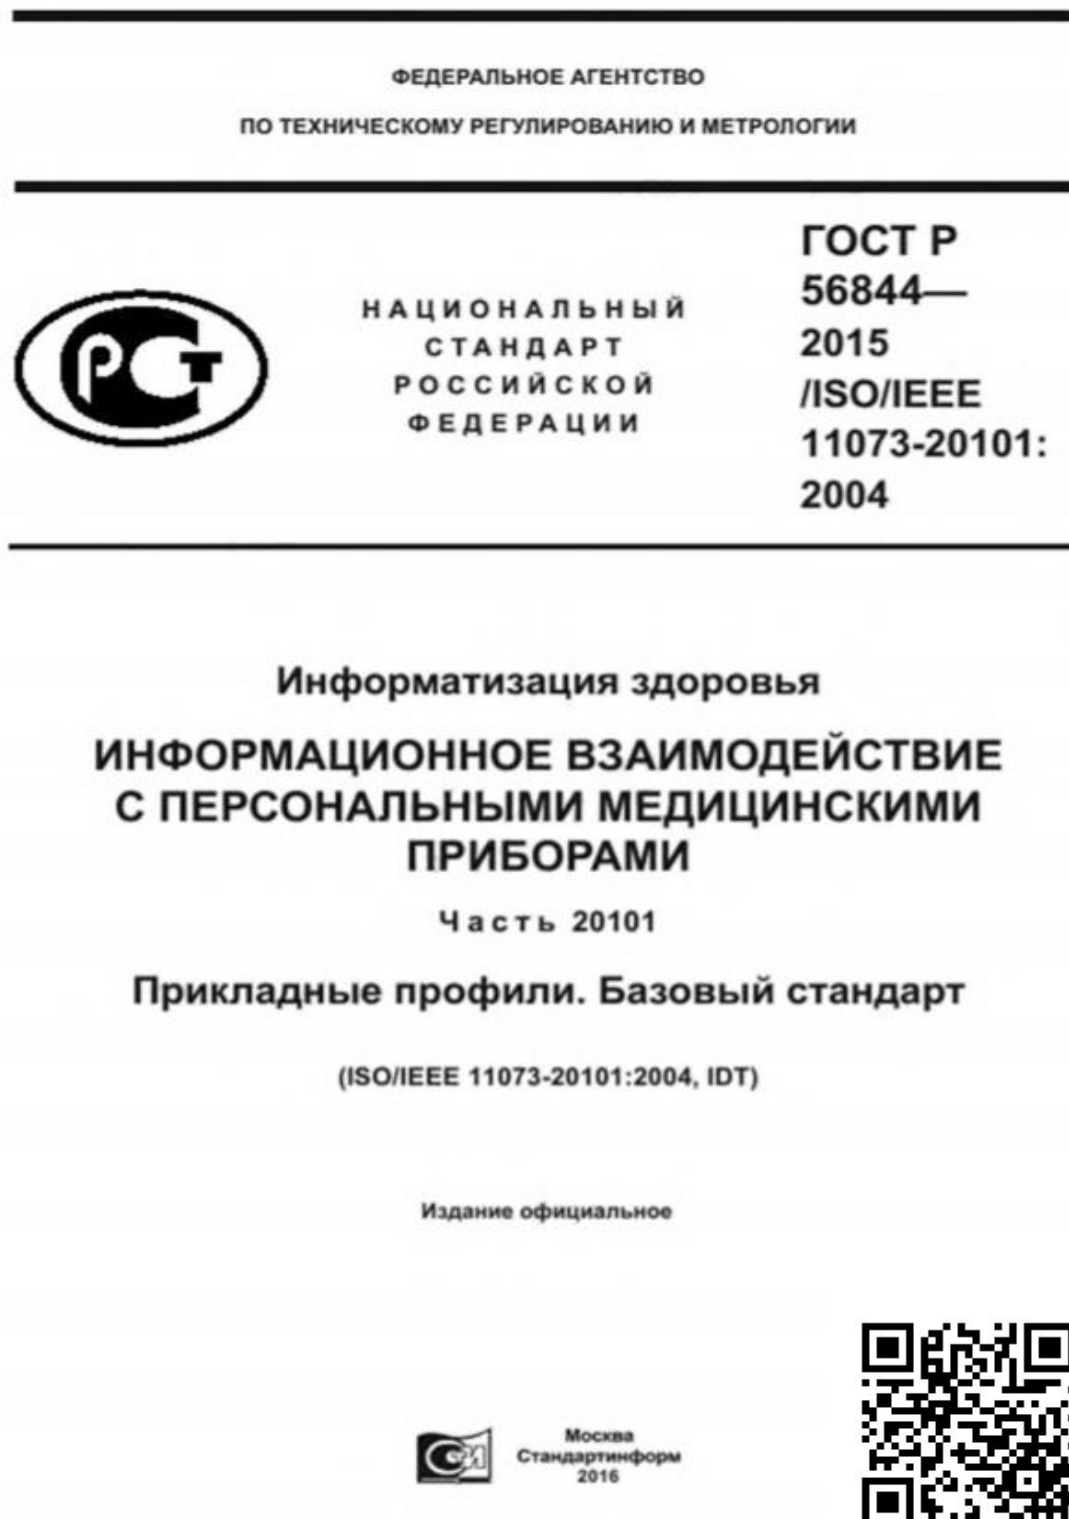 ФЕДЕРАЛЬНОЕ АГЕНТСТВО
ПО ТЕХНИЧЕСКОМУ РЕГУЛИРОВАНИЮ И МЕТРОЛОГИИ
РСТ
НАЦИОНАЛЬНЫЙ
СТАНДАРТ
РОССИЙСКОЙ
ФЕДЕРАЦИИ
ГОСТ Р
56844—
2015
/ISO/IEEE
11073-20101:
2004
Информатизация здоровья
ИНФОРМАЦИОННОЕ ВЗАИМОДЕЙСТВИЕ
С ПЕРСОНАЛЬНЫМИ МЕДИЦИНСКИМИ
ПРИБОРАМИ
Часть 20101
Прикладные профили. Базовый стандарт
(ISO/IEEE 11073-20101:2004, IDT)
Издание официальное
Москва
Стандартинформ
2016